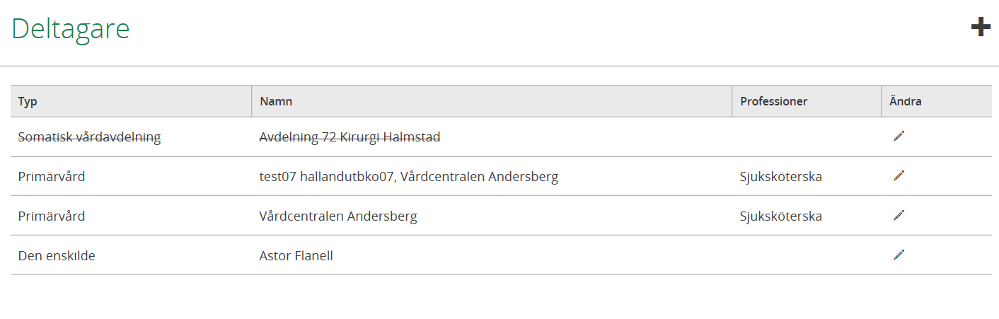 Deltagare
Typ Namn Professioner Ändra
Somatisk vårdavdelning Avdelning 72 Kirurgi Halmstad
Primärvård test07 hallandutbko07, Vårdcentralen Andersberg Sjuksköterska
Primärvård Vårdcentralen Andersberg Sjuksköterska
Den enskilde Astor Flanell